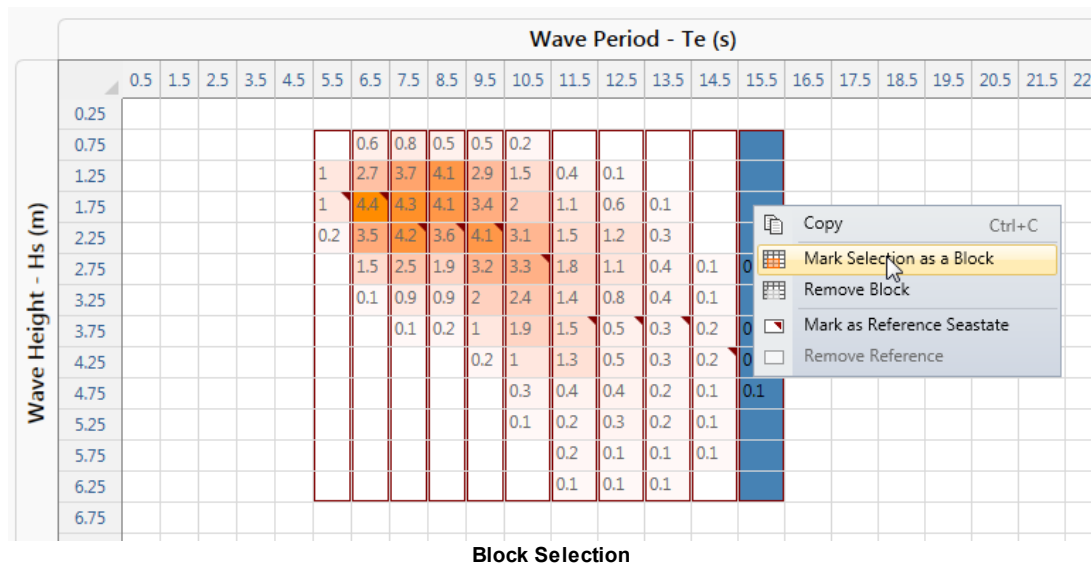 Wave Period - Te (s)
0.5 1.5 2.5 3.5 4.5 5.5 6.5 7.5 8.5 9.5 10.5 11.5 12.5 13.5 14.5 15.5 16.5 17.5 18.5 19.5 20.5 21.5 22
Wave Height - Hs (m)
0.25
0.75 0.6 0.8 0.5 0.5 0.2
1.25 1 2.7 3.7 4.1 2.9 1.5 0.4 0.1
1.75 1 4.4 4.3 4.1 3.4 2 1.1 0.6 0.1
2.25 0.2 3.5 4.2 3.6 4.1 3.1 1.5 1.2 0.3
2.75 1.5 2.5 1.9 3.2 3.3 1.8 1.1 0.4 0.1 0
3.25 0.1 0.9 0.9 2 2.4 1.4 0.8 0.4 0.1
3.75 0.1 0.2 1 1.9 1.5 0.5 0.3 0.2 0
4.25 0.2 1 1.3 0.5 0.3 0.2 0
4.75 0.3 0.4 0.4 0.2 0.1 0.1
5.25 0.1 0.2 0.3 0.2 0.1
5.75 0.2 0.1 0.1 0.1
6.25 0.1 0.1 0.1
6.75
Copy Ctrl+C
Mark Selection as a Block
Remove Block
Mark as Reference Seastate
Remove Reference
Block Selection